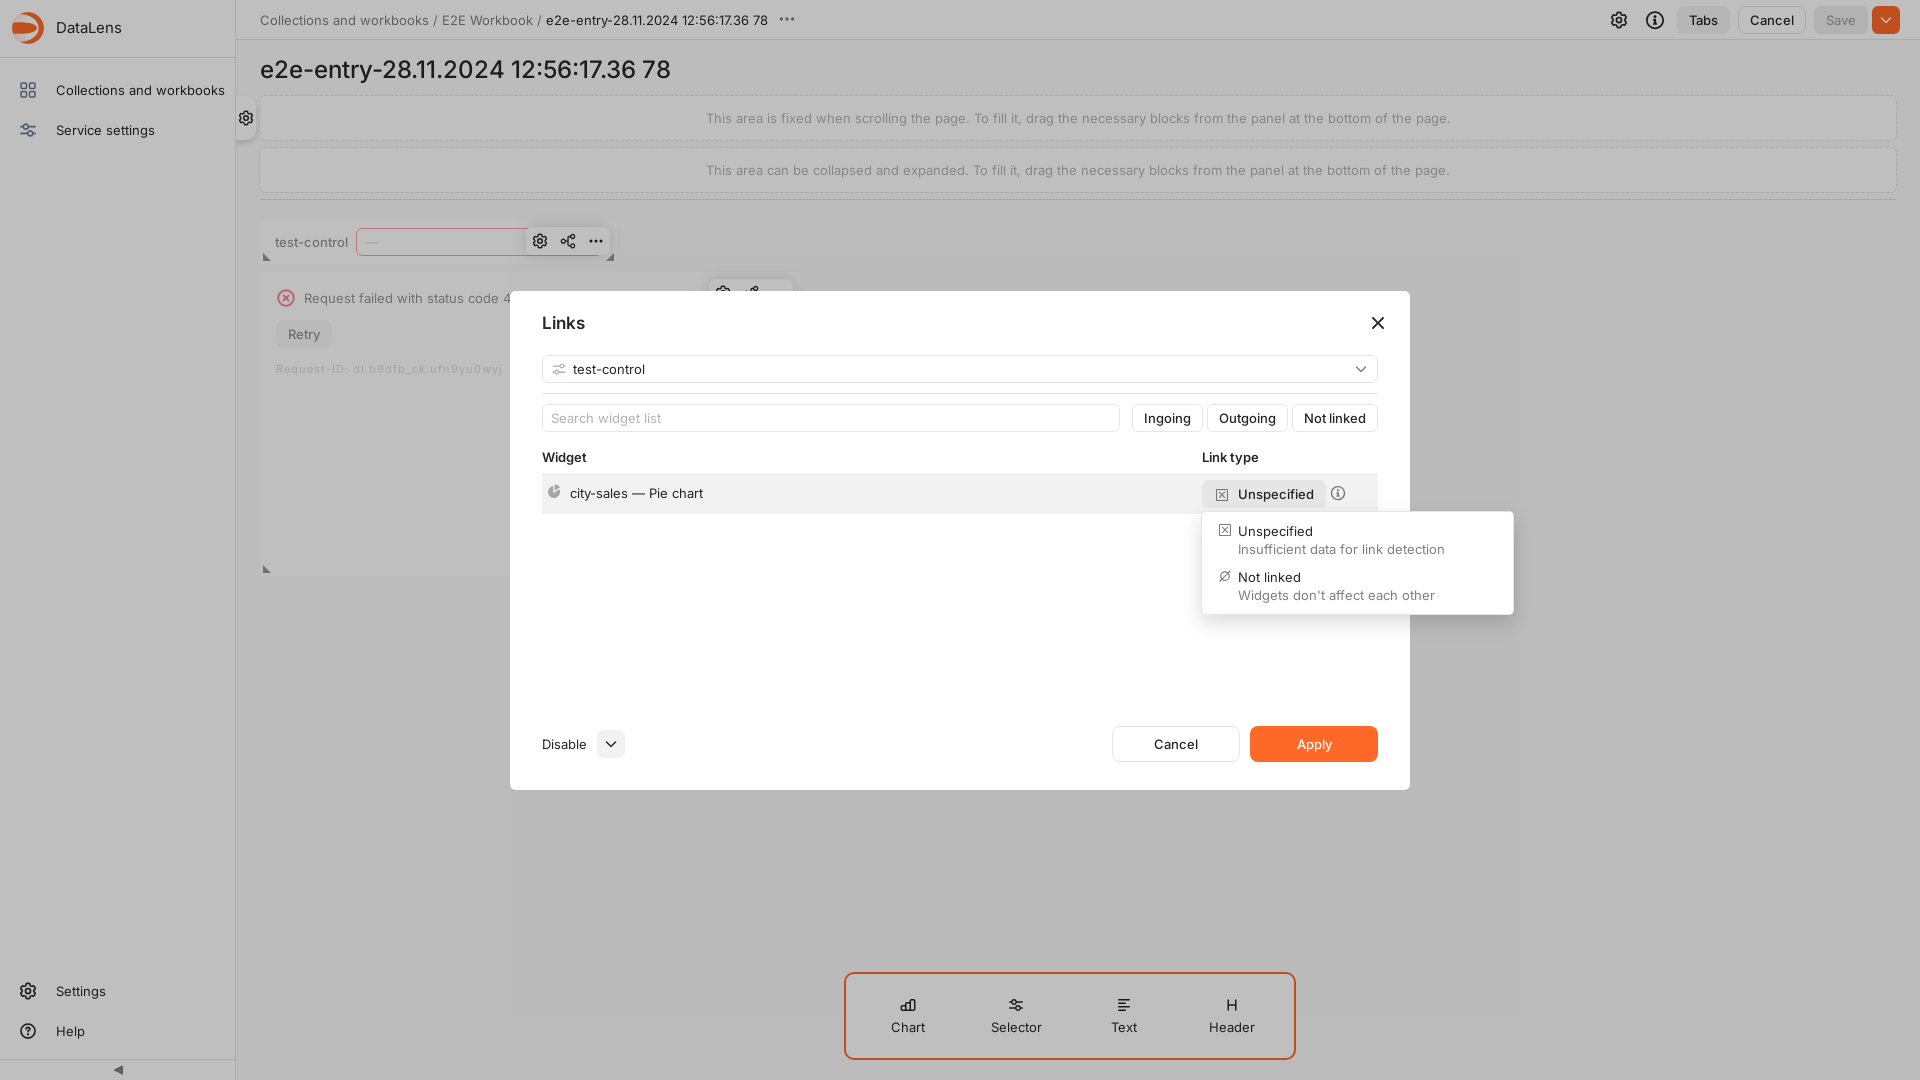 DataLens
Collections and workbooks / E2E Workbook / e2e-entry-28.11.2024 12:56:17.36 78
Tabs
Cancel
Save
Collections and workbooks
Service settings
e2e-entry-28.11.2024 12:56:17.36 78
This area is fixed when scrolling the page. To fill it, drag the necessary blocks from the panel at the bottom of the page.
This area can be collapsed and expanded. To fill it, drag the necessary blocks from the panel at the bottom of the page.
test-control
—
Request failed with status code 4
Retry
Request-ID: dl.b9dfb_ck.ufn9yu0wyj
Links
test-control
Search widget list
Ingoing
Outgoing
Not linked
Widget
Link type
city-sales — Pie chart
Unspecified
Unspecified
Insufficient data for link detection
Not linked
Widgets don't affect each other
Disable
Cancel
Apply
Chart
Selector
Text
H
Header
Settings
Help